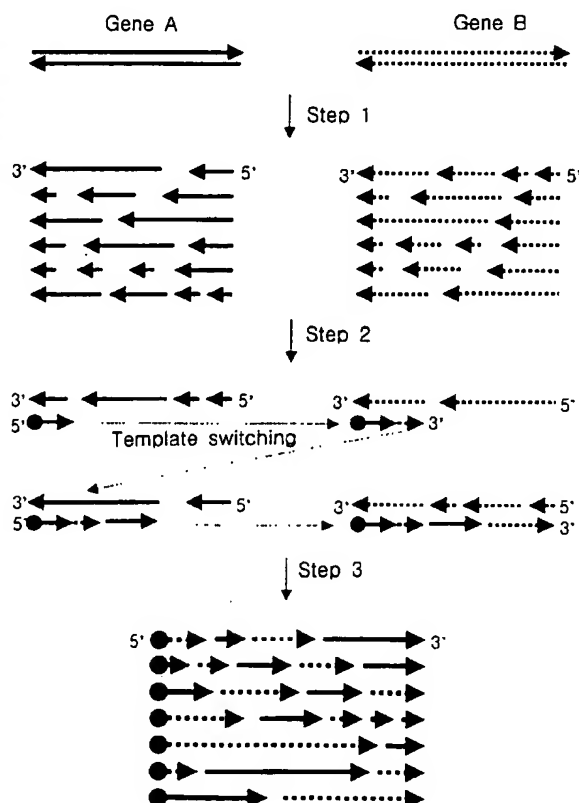 Gene A Gene B
Step 1
3' 5' 3' 5'
Step 2
3' 5' 3' 5'
5' 3'
Template switching
3' 5' 3' 5'
5' 3'
Step 3
5' 3'